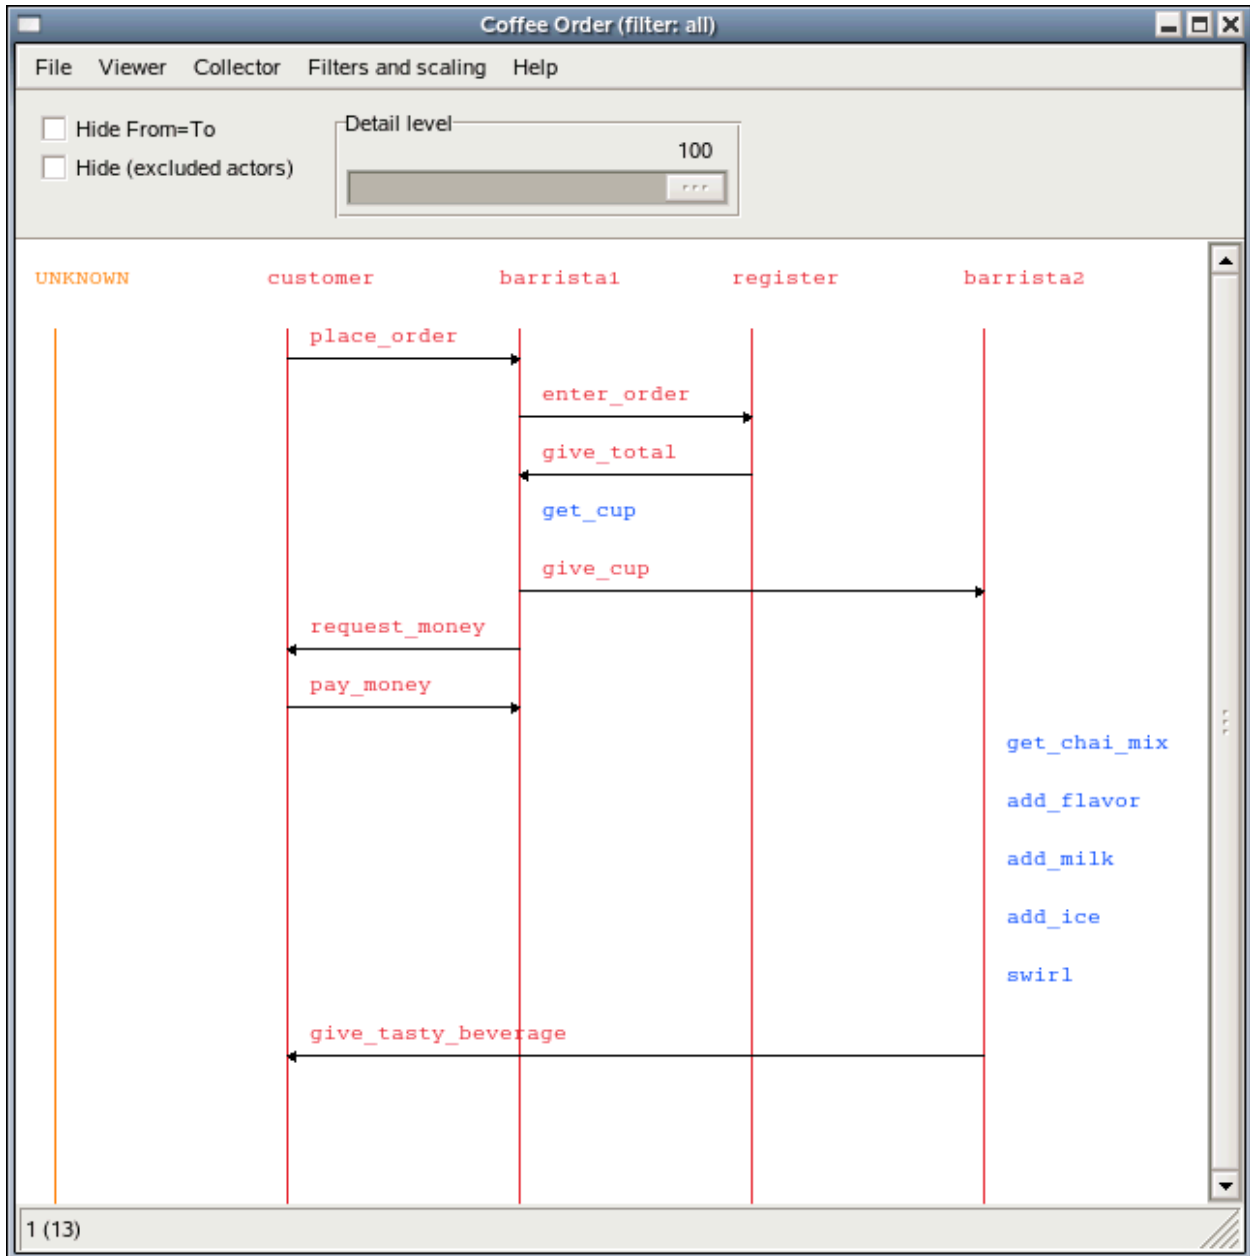 Coffee Order (filter: all)
File Viewer Collector Filters and scaling Help
Hide From=To
Hide (excluded actors)
Detail level
100
UNKNOWN customer barrista1 register barrista2
place_order
enter_order
give_total
get_cup
give_cup
request_money
pay_money
get_chai_mix
add_flavor
add_milk
add_ice
swirl
give_tasty_beverage
1 (13)